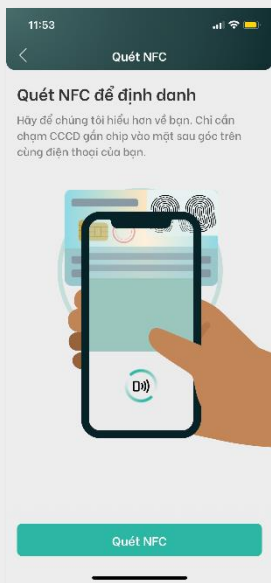 11:53
Quét NFC
Quét NFC để định danh
Hãy để chúng tôi hiểu hơn về bạn. Chỉ cần
chạm CCCD gắn chip vào mặt sau góc trên
cùng điện thoại của bạn.
Quét NFC